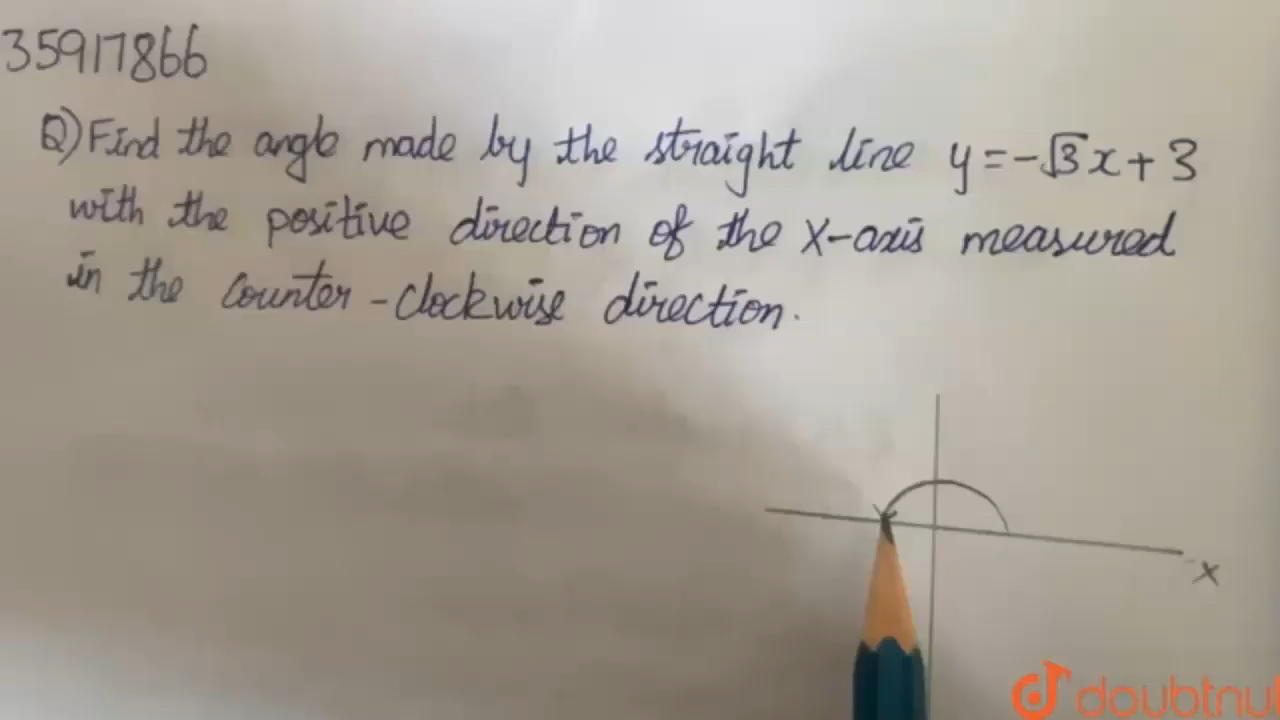 35917866
Q) Find the angle made by the straight line y = -√3x + 3
with the positive direction of the X-axis measured
in the Counter-Clockwise direction.
X
doubtnut